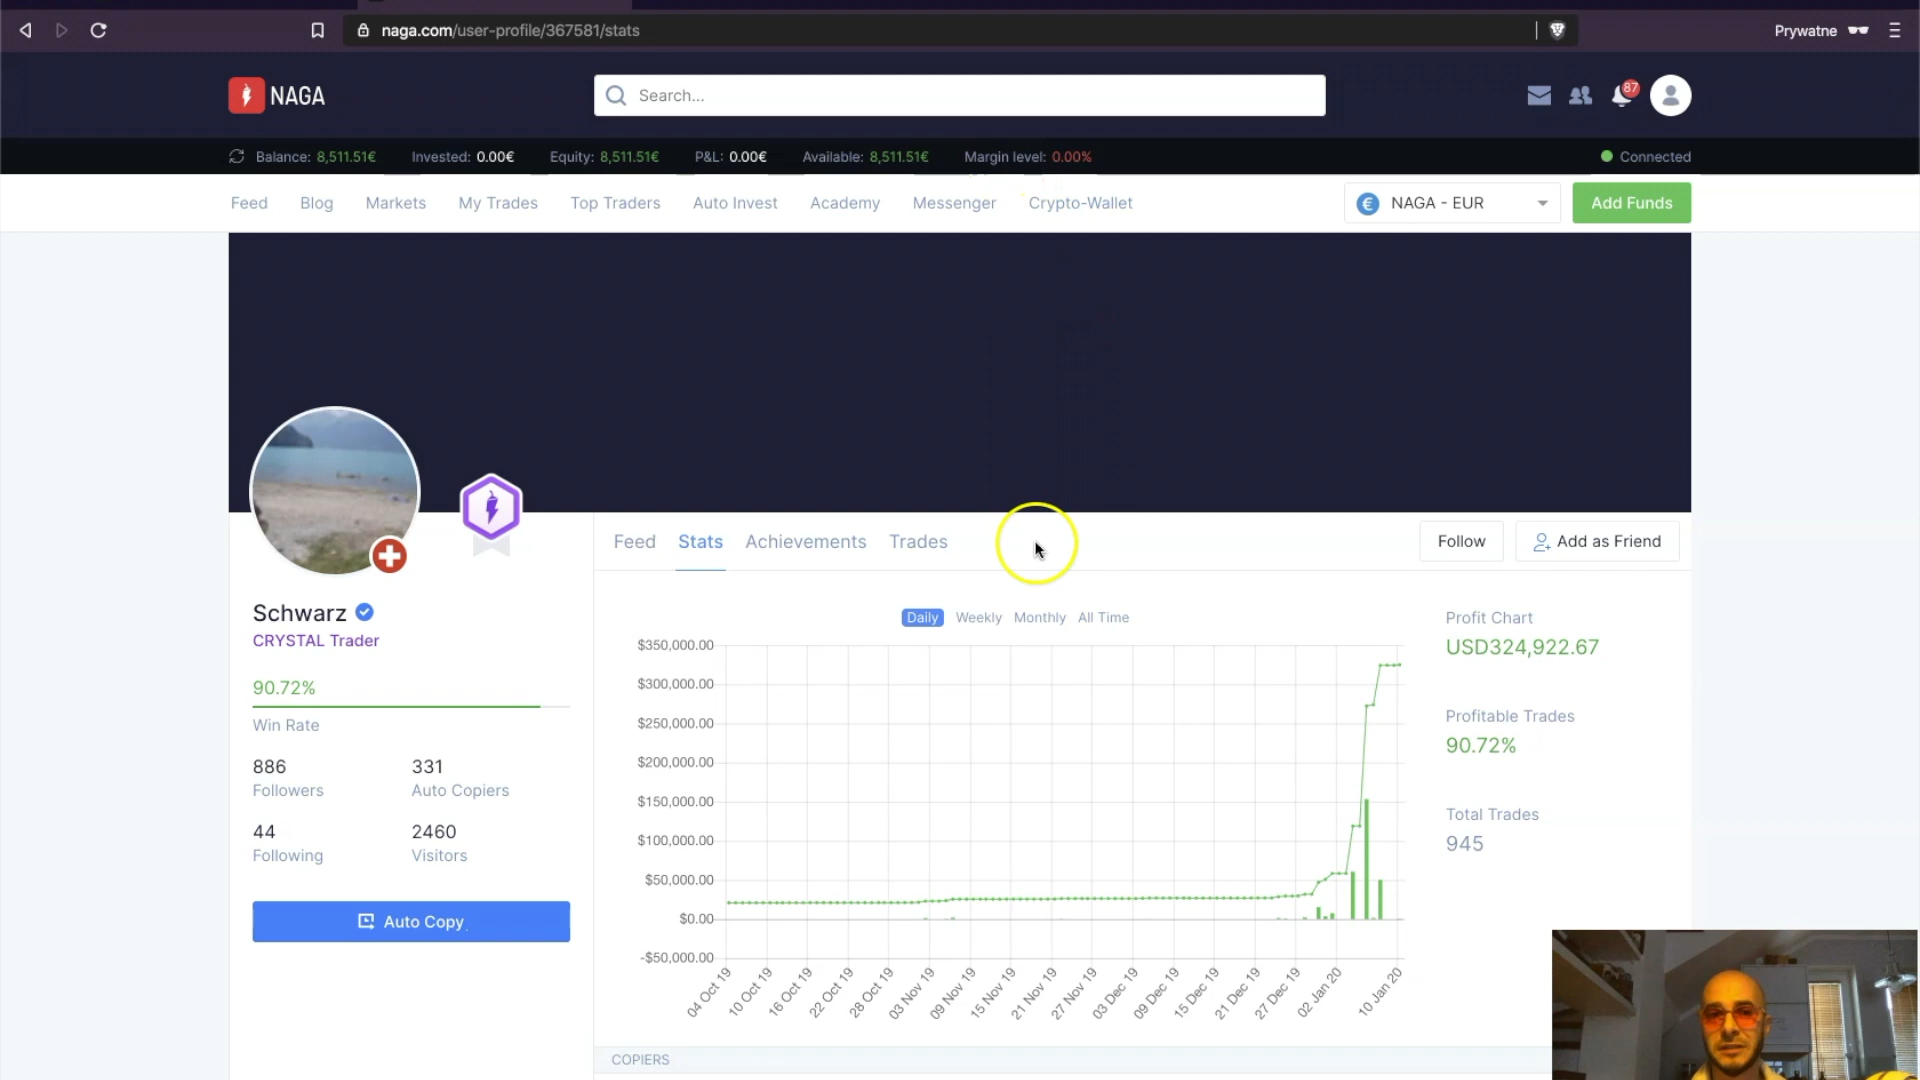 naga.com/user-profile/367581/stats
Prywatne
NAGA
Search...
87
Balance: 8,511.51€ Invested: 0.00€ Equity: 8,511.51€ P&L: 0.00€ Available: 8,511.51€ Margin level: 0.00%
Connected
Feed Blog Markets My Trades Top Traders Auto Invest Academy Messenger Crypto-Wallet
€ NAGA - EUR
Add Funds
Feed Stats Achievements Trades
Follow
Add as Friend
Schwarz
CRYSTAL Trader
90.72%
Win Rate
886
Followers
331
Auto Copiers
44
Following
2460
Visitors
Auto Copy
Daily Weekly Monthly All Time
$350,000.00
$300,000.00
$250,000.00
$200,000.00
$150,000.00
$100,000.00
$50,000.00
$0.00
-$50,000.00
04 Oct 19
10 Oct 19
16 Oct 19
22 Oct 19
28 Oct 19
03 Nov 19
09 Nov 19
15 Nov 19
21 Nov 19
27 Nov 19
03 Dec 19
09 Dec 19
15 Dec 19
21 Dec 19
27 Dec 19
02 Jan 20
10 Jan 20
Profit Chart
USD324,922.67
Profitable Trades
90.72%
Total Trades
945
COPIERS